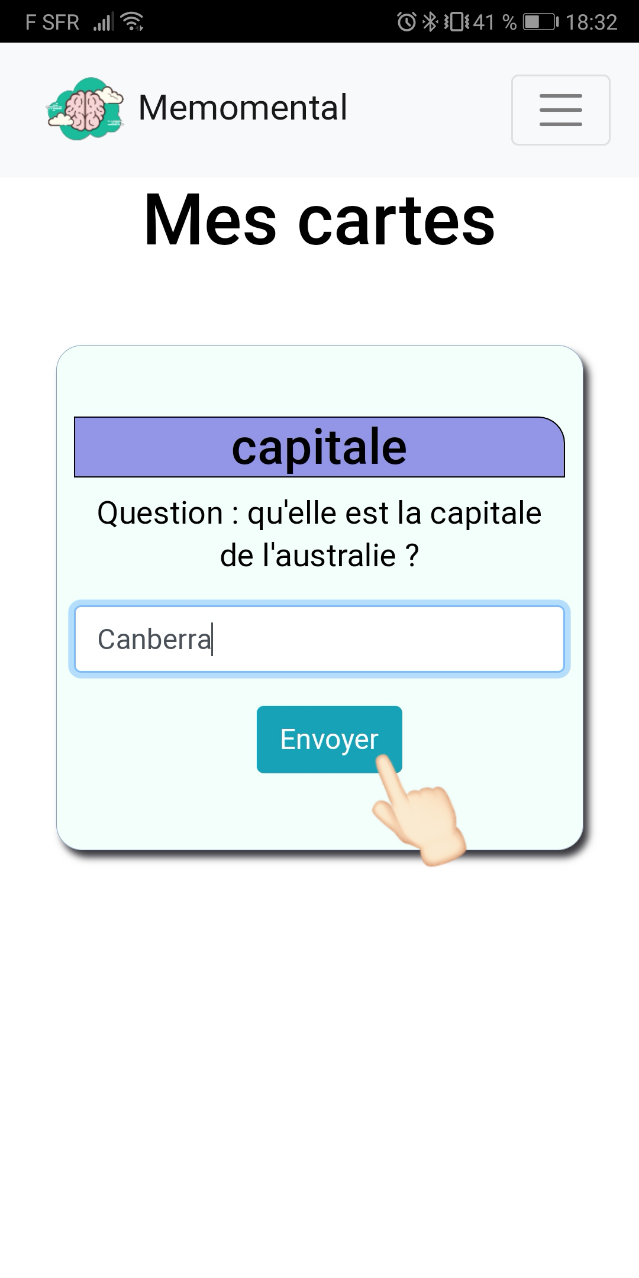 F SFR 41 % 18:32
Memomental
Mes cartes
capitale
Question : qu'elle est la capitale
de l'australie ?
Canberra
Envoyer